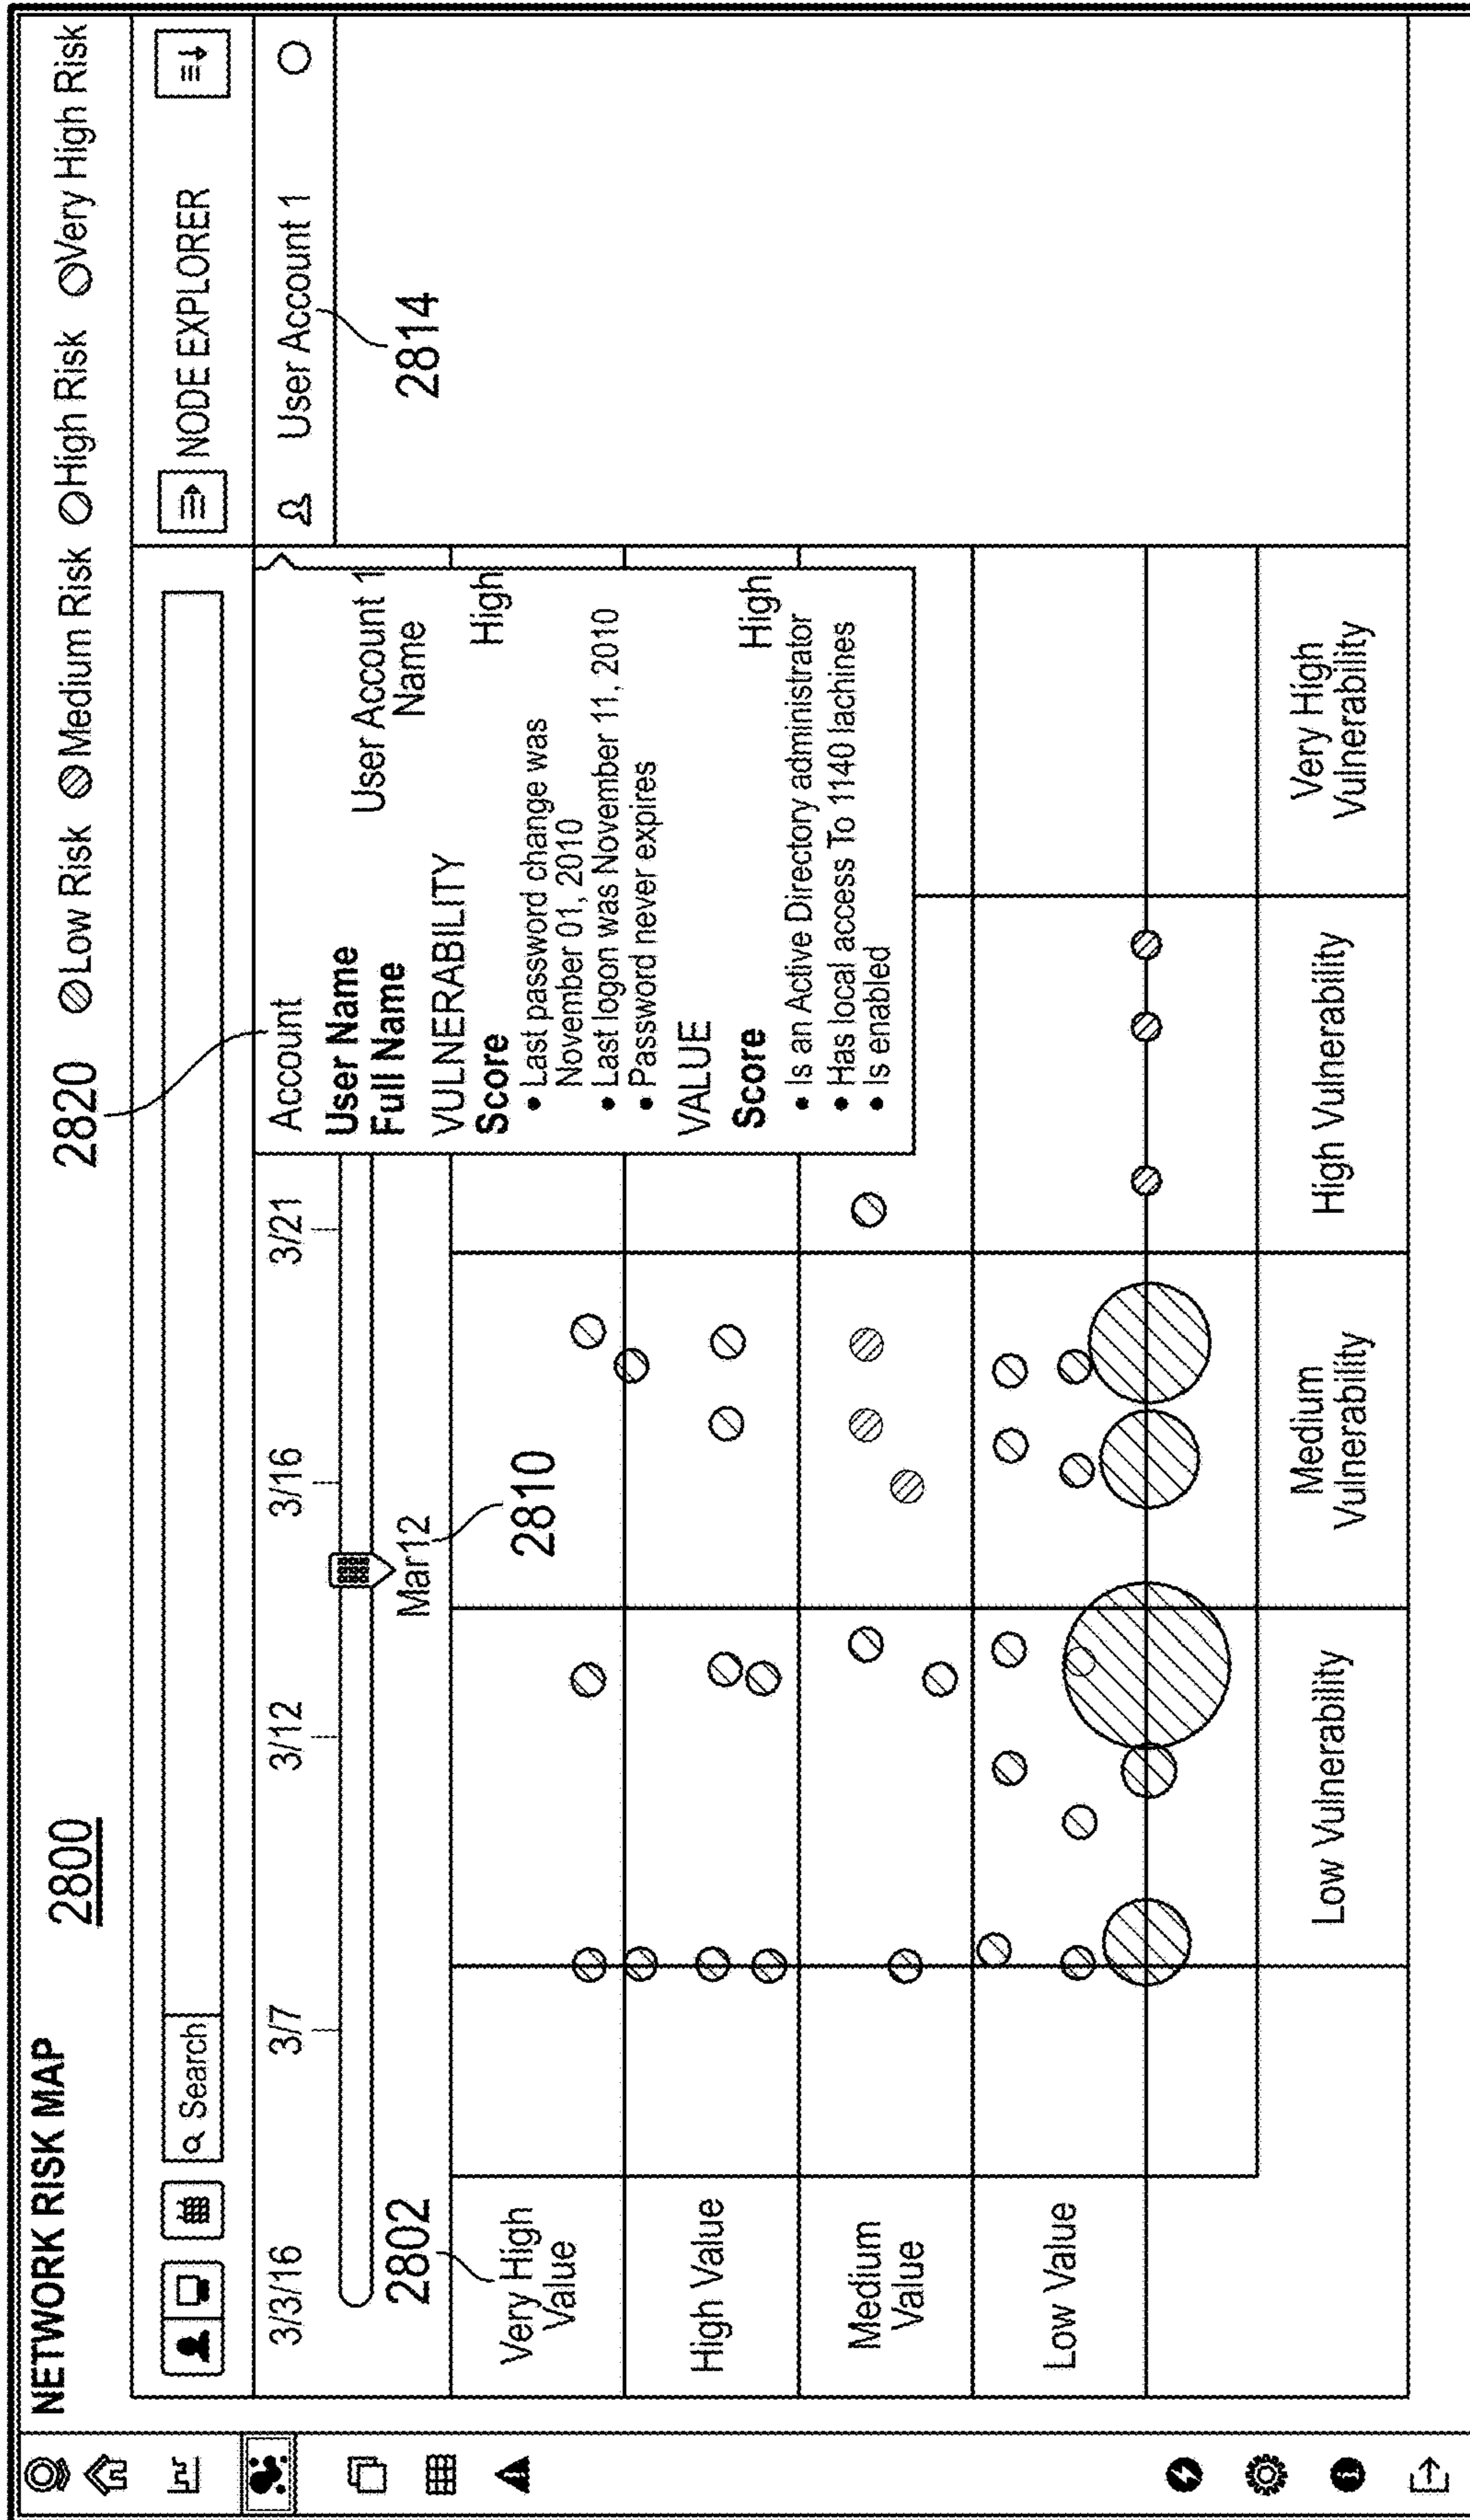 NETWORK RISK MAP
2800
2820
Low Risk
Medium Risk
High Risk
Very High Risk
Search
NODE EXPLORER
3/3/16
3/7
3/12
3/16
3/21
Mar12
2810
2802
User Account 1
2814
Account
User Name
User Account 1
Full Name
Name
VULNERABILITY
Score
High
• Last password change was
November 01, 2010
• Last logon was November 11, 2010
• Password never expires
VALUE
Score
High
• Is an Active Directory administrator
• Has local access To 1140 lachines
• Is enabled
Very High
Value
High Value
Medium
Value
Low Value
Low Vulnerability
Medium
Vulnerability
High Vulnerability
Very High
Vulnerability